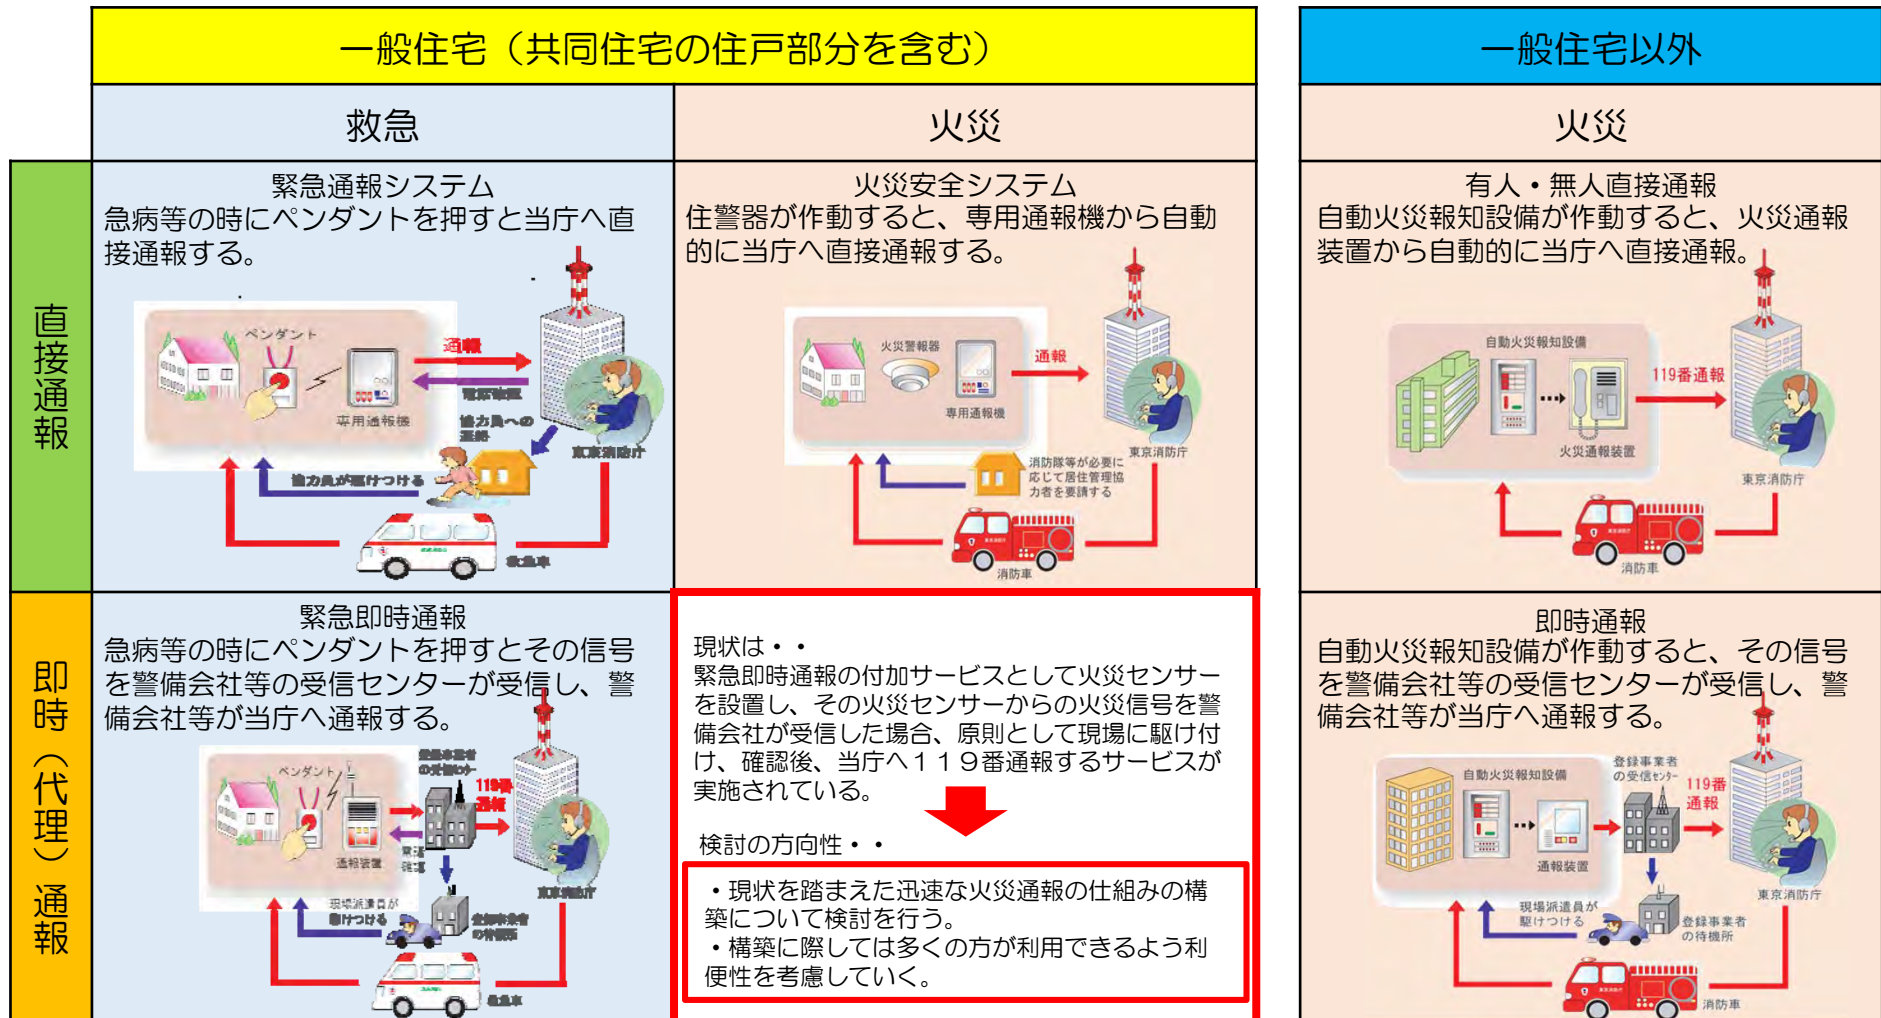 一般住宅（共同住宅の住戸部分を含む）
一般住宅以外
救急
火災
火災
直接通報
緊急通報システム
急病等の時にペンダントを押すと当庁へ直
接通報する。
ペンダント
専用通報機
通報
協力員への
連絡
東京消防庁
協力員が駆けつける
救急車
火災安全システム
住警器が作動すると、専用通報機から自動
的に当庁へ直接通報する。
火災警報器
専用通報機
通報
東京消防庁
消防隊等が必要に
応じて居住管理協
力者を要請する
消防車
有人・無人直接通報
自動火災報知設備が作動すると、火災通報
装置から自動的に当庁へ直接通報。
自動火災報知設備
119番通報
火災通報装置
東京消防庁
消防車
即時（代理）通報
緊急即時通報
急病等の時にペンダントを押すとその信号
を警備会社等の受信センターが受信し、警
備会社等が当庁へ通報する。
ペンダント
登録事業者
の受信ｾﾝﾀｰ
119番
通報
通報装置
東京消防庁
現場派遣員が
駆けつける
登録事業者
の待機所
救急車
現状は・・
緊急即時通報の付加サービスとして火災センサー
を設置し、その火災センサーからの火災信号を警
備会社が受信した場合、原則として現場に駆け付
け、確認後、当庁へ１１９番通報するサービスが
実施されている。
検討の方向性・・
・現状を踏まえた迅速な火災通報の仕組みの構
築について検討を行う。
・構築に際しては多くの方が利用できるよう利
便性を考慮していく。
即時通報
自動火災報知設備が作動すると、その信号
を警備会社等の受信センターが受信し、警
備会社等が当庁へ通報する。
自動火災報知設備
登録事業者
の受信ｾﾝﾀｰ
119番
通報
通報装置
東京消防庁
現場派遣員が
駆けつける
登録事業者
の待機所
消防車